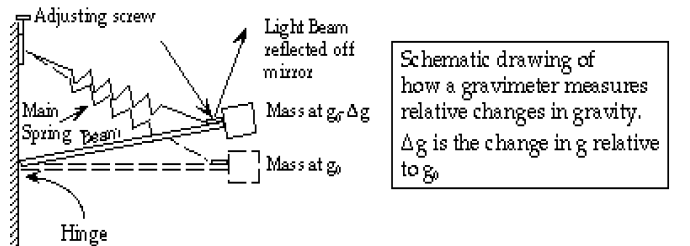 Adjusting screw
Light Beam
reflected off
mirror
Main
Spring
Beam
Mass at g₀-Δg
Mass at g₀
Hinge
Schematic drawing of
how a gravimeter measures
relative changes in gravity.
Δg is the change in g relative
to g₀